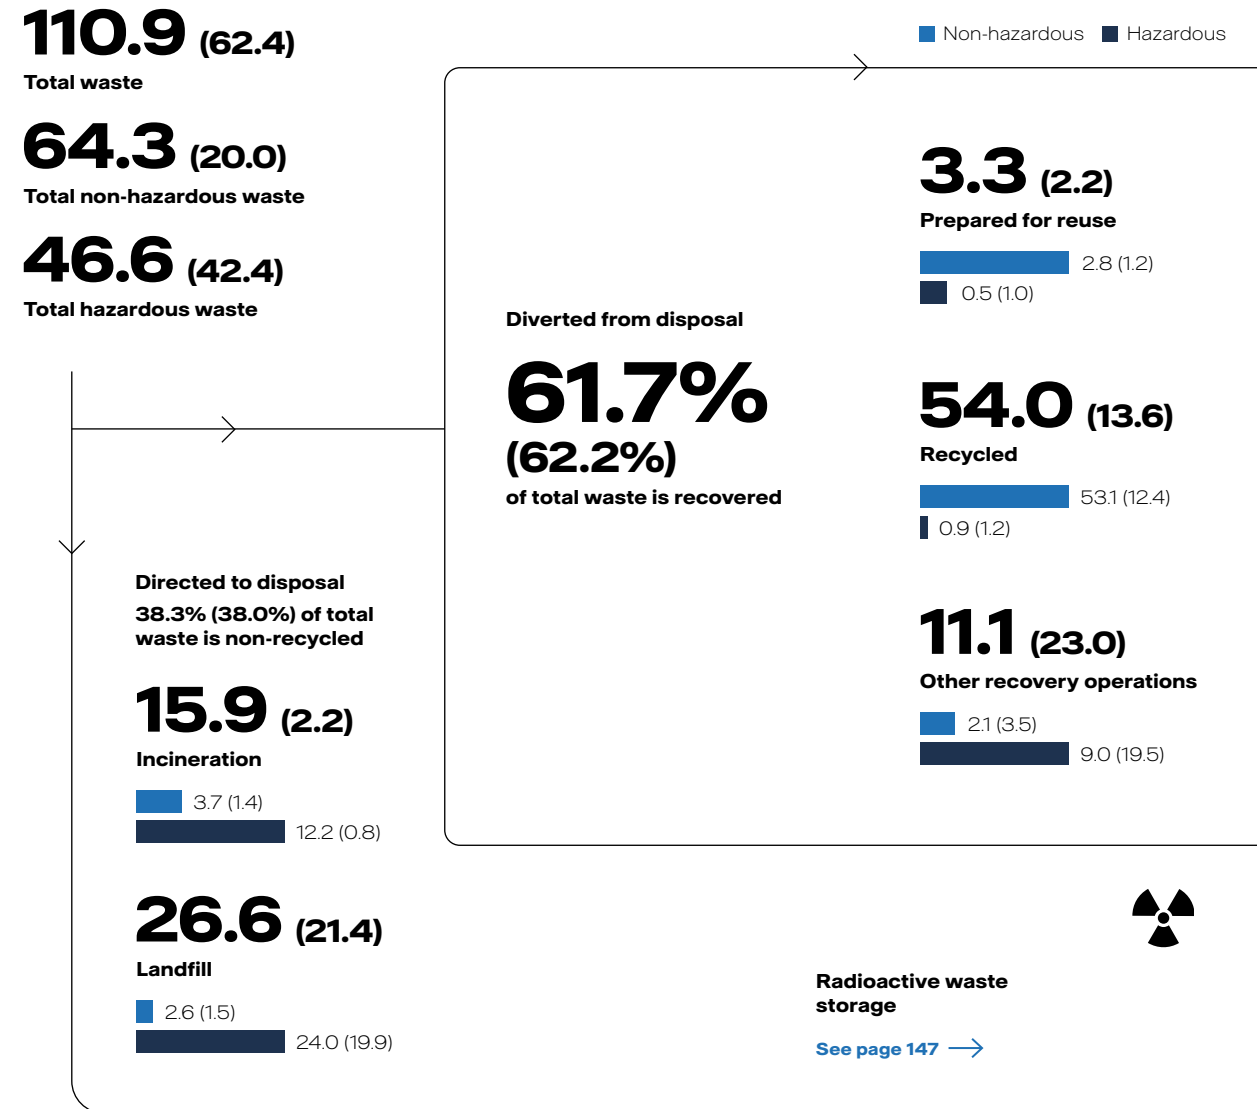 110.9 (62.4)
Total waste
64.3 (20.0)
Total non-hazardous waste
46.6 (42.4)
Total hazardous waste
Non-hazardous Hazardous
Diverted from disposal
61.7%
(62.2%)
of total waste is recovered
3.3 (2.2)
Prepared for reuse
2.8 (1.2)
0.5 (1.0)
54.0 (13.6)
Recycled
53.1 (12.4)
0.9 (1.2)
11.1 (23.0)
Other recovery operations
2.1 (3.5)
9.0 (19.5)
Directed to disposal
38.3% (38.0%) of total
waste is non-recycled
15.9 (2.2)
Incineration
3.7 (1.4)
12.2 (0.8)
26.6 (21.4)
Landfill
2.6 (1.5)
24.0 (19.9)
Radioactive waste
storage
See page 147